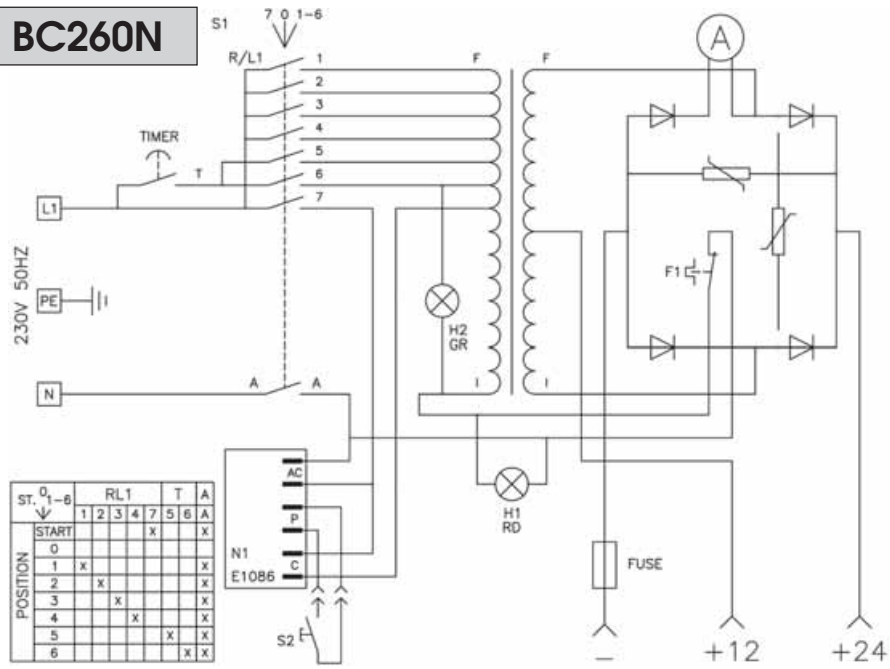 BC260N
S1
7 0 1-6
R/L1
1
2
3
4
5
6
7
F
F
A
TIMER
T
L1
230V 50HZ
PE
N
A
A
H2
GR
F1
I
I
AC
P
C
N1
E1086
S2
H1
RD
FUSE
–
+12
+24
ST. 0 1-6 RL1 T A
1 2 3 4 7 5 6 A
POSITION
START X X
0
1 X X
2 X X
3 X X
4 X X
5 X X
6 X X